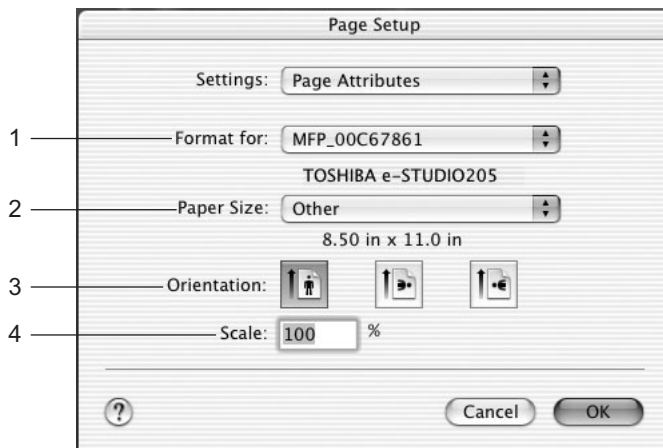 Page Setup
Settings: Page Attributes
1 Format for: MFP_00C67861
TOSHIBA e-STUDIO205
2 Paper Size: Other
8.50 in x 11.0 in
3 Orientation:
4 Scale: 100 %
? Cancel OK